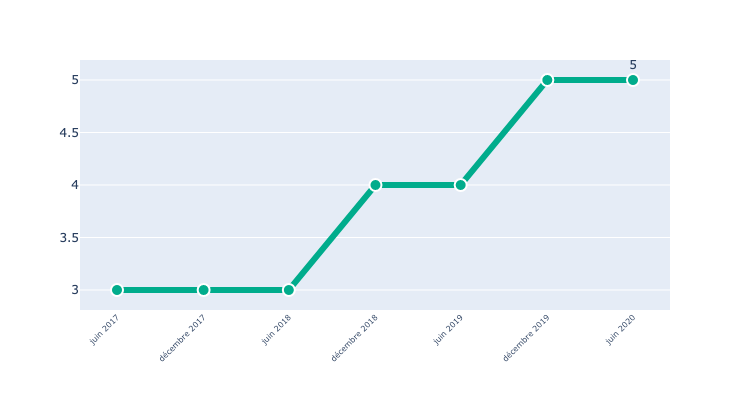 5
5
4.5
4
3.5
3
juin 2017
décembre 2017
juin 2018
décembre 2018
juin 2019
décembre 2019
juin 2020